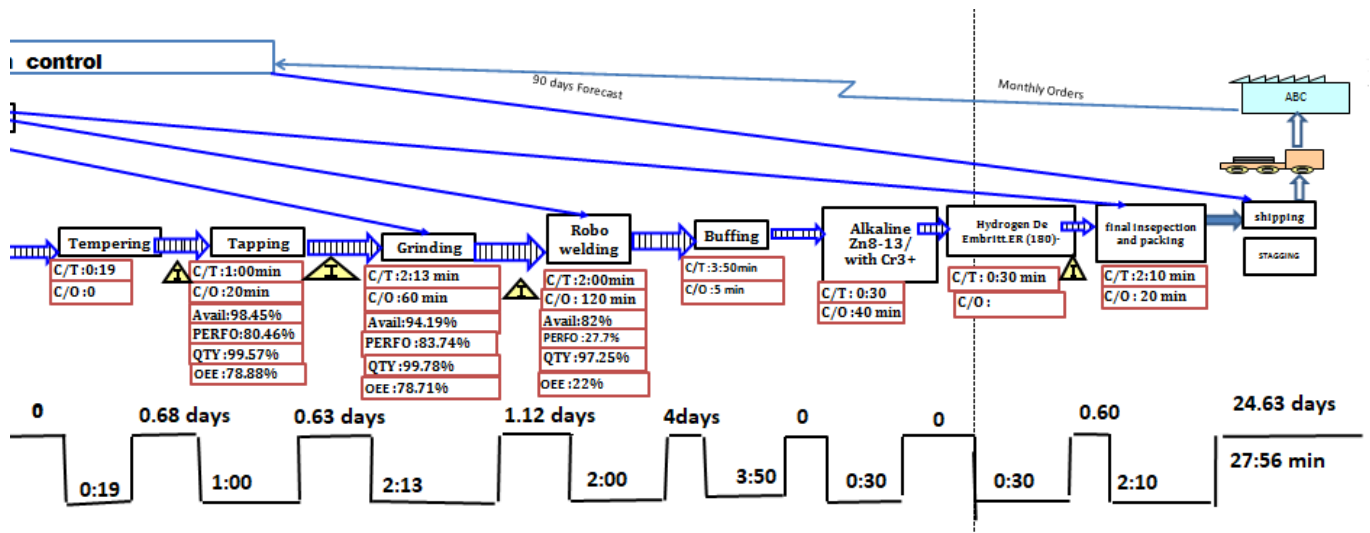 control
90 days Forecast
Monthly Orders
ABC
Tempering
C/T:0:19
C/O:0
Tapping
C/T:1:00min
C/O:20min
Avail:98.45%
PERFO:80.46%
QTY:99.57%
OEE:78.88%
Grinding
C/T:2:13 min
C/O:60 min
Avail:94.19%
PERFO:83.74%
QTY:99.78%
OEE:78.71%
Robo
welding
C/T:2:00min
C/O: 120 min
Avail:82%
PERFO:27.7%
QTY:97.25%
OEE:22%
Buffing
C/T:3:50min
C/O:5 min
Alkaline
Zn8-13/
with Cr3+
C/T: 0:30
C/O:40 min
Hydrogen De
Embritt.ER (180)-
C/T: 0:30 min
C/O:
final insepection
and packing
C/T:2:10 min
C/O: 20 min
shipping
STAGGING
I
I
I
I
0
0.68 days
0.63 days
1.12 days
4days
0
0
0.60
24.63 days
0:19
1:00
2:13
2:00
3:50
0:30
0:30
2:10
27:56 min